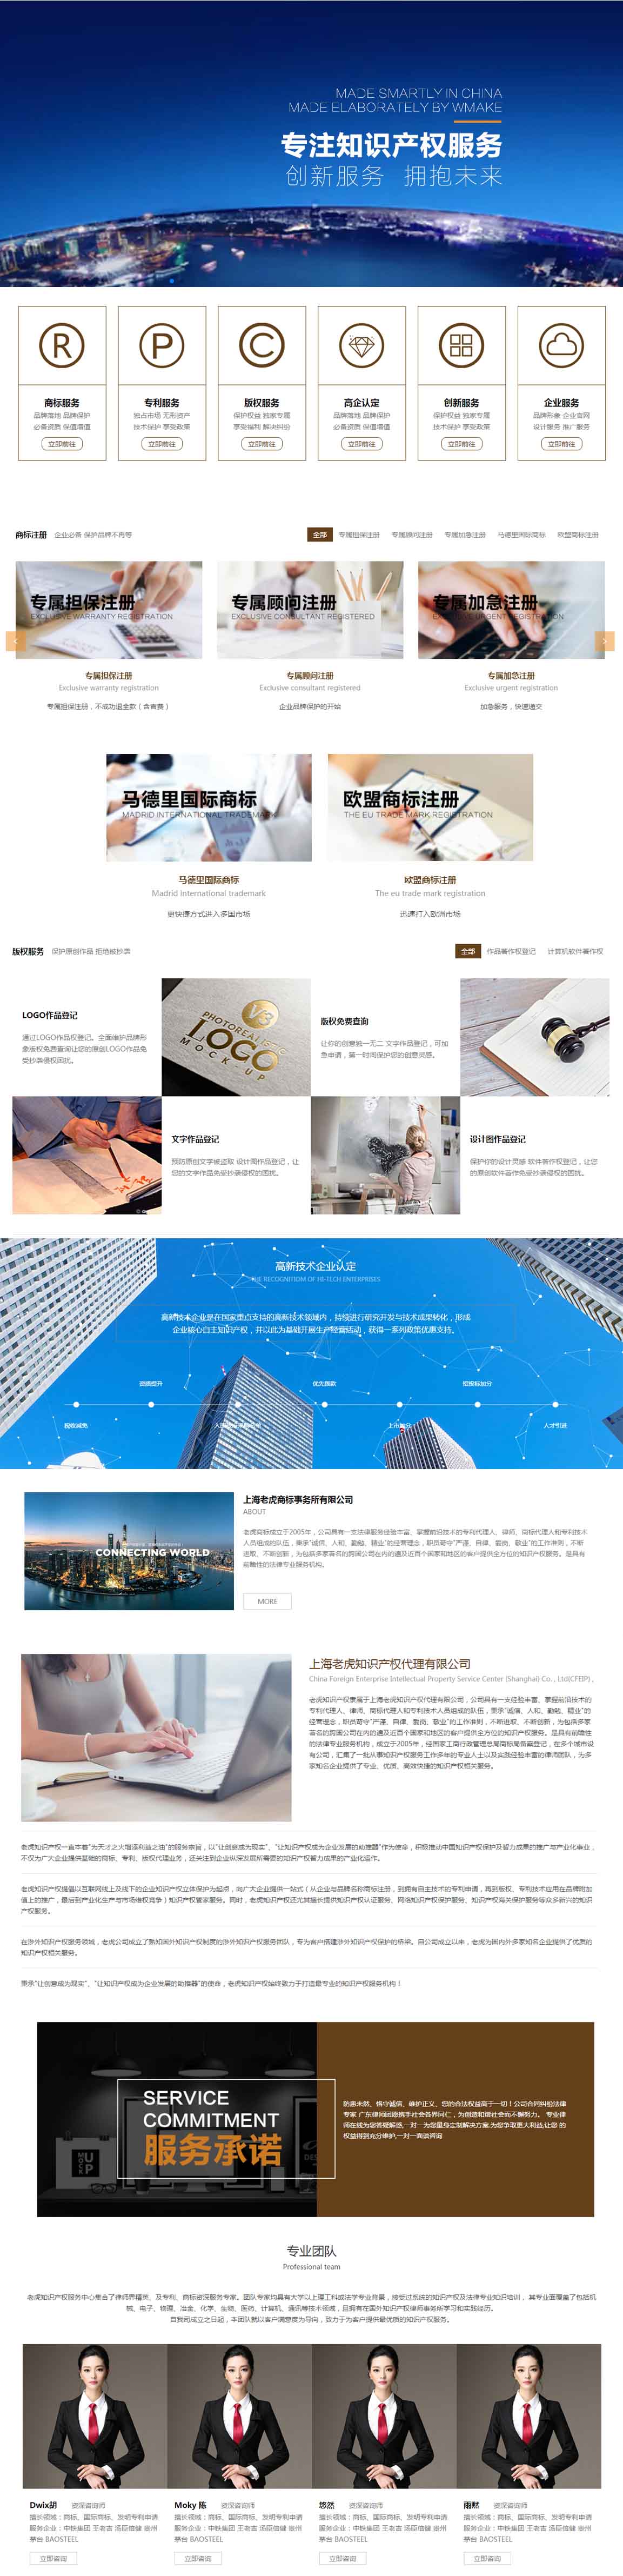 MADE SMARTLY IN CHINA
MADE ELABORATELY BY WMAKE
专注知识产权服务
创新服务 拥抱未来
R
P
C
商标服务
品牌落地 品牌保护
必备资质 保值增值
立即前往
专利服务
独占市场 无形资产
技术保护 享受政策
立即前往
版权服务
保护权益 独家专属
享受福利 解决纠纷
立即前往
高企认定
品牌落地 品牌保护
必备资质 保值增值
立即前往
创新服务
保护权益 独家专属
技术保护 享受政策
立即前往
企业服务
品牌形象 企业官网
设计服务 推广服务
立即前往
商标注册 企业必备 保护品牌不再等
全部 专属担保注册 专属顾问注册 专属加急注册 马德里国际商标 欧盟商标注册
专属担保注册
EXCLUSIVE WARRANTY REGISTRATION
专属顾问注册
EXCLUSIVE CONSULTANT REGISTERED
专属加急注册
EXCLUSIVE URGENT REGISTRATION
专属担保注册
Exclusive warranty registration
专属担保注册，不成功退全款（含官费）
专属顾问注册
Exclusive consultant registered
企业品牌保护的开始
专属加急注册
Exclusive urgent registration
加急服务，快速递交
马德里国际商标
MADRID INTERNATIONAL TRADEMARK
欧盟商标注册
THE EU TRADE MARK REGISTRATION
马德里国际商标
Madrid international trademark
更快捷方式进入多国市场
欧盟商标注册
The eu trade mark registration
迅速打入欧洲市场
版权服务 保护原创作品 拒绝被抄袭
全部 作品著作权登记 计算机软件著作权
LOGO作品登记
通过LOGO作品权登记。全面维护品牌形
象版权免费查询让您的原创LOGO作品免
受抄袭侵权困扰。
PHOTOREALISTIC
LOGO
MOCK UP
版权免费查询
让你的创意独一无二 文字作品登记，可加
急申请，第一时间保护您的创意灵感。
文字作品登记
预防原创文字被盗取 设计图作品登记，让
您的文字作品免受抄袭侵权的困扰。
设计图作品登记
保护你的设计灵感 软件著作权登记，让您
的原创软件著作免受抄袭侵权的困扰。
高新技术企业认定
THE RECOGNITIOM OF HI-TECH ENTERPRISES
高新技术企业是在国家重点支持的高新技术领域内，持续进行研究开发与技术成果转化，形成
企业核心自主知识产权，并以此为基础开展生产经营活动，获得一系列政策优惠支持。
资质提升 优先拨款 招投标加分
税收减免
上市加分
人才引进
CONNECTING WORLD
上海老虎商标事务所有限公司
ABOUT
老虎商标成立于2005年，公司具有一支法律服务经验丰富、掌握前沿技术的专利代理人、律师、商标代理人和专利技术
人员组成的队伍，秉承"诚信、人和、勤勉、精业"的经营理念，职员苛守"严谨、自律、爱岗、敬业"的工作准则，不断
进取、不断创新，为包括多家著名的跨国公司在内的遍及近百个国家和地区的客户提供全方位的知识产权服务。是具有
前瞻性的法律专业服务机构。
MORE
上海老虎知识产权代理有限公司
China Foreign Enterprise Intellectual Property Service Center (Shanghai) Co. , Ltd(CFEIP) ,
老虎知识产权隶属于上海老虎知识产权代理有限公司，公司具有一支经验丰富、掌握前沿技术的
专利代理人、律师、商标代理人和专利技术人员组成的队伍，秉承"诚信、人和、勤勉、精业"的
经营理念，职员苛守"严谨、自律、爱岗、敬业"的工作准则，不断进取、不断创新，为包括多家
著名的跨国公司在内的遍及近百个国家和地区的客户提供全方位的知识产权服务。是具有前瞻性
的法律专业服务机构，成立于2005年，经国家工商行政管理总局商标局备案登记，在多个城市设
有公司，汇集了一批从事知识产权服务工作多年的专业人士以及实践经验丰富的律师团队，为多
家知名企业提供了专业、优质、高效快捷的知识产权相关服务。
老虎知识产权一直本着"为天才之火增添利益之油"的服务宗旨，以"让创意成为现实"、"让知识产权成为企业发展的助推器"作为使命，积极推动中国知识产权保护及智力成果的推广与产业化事业，
不仅为广大企业提供基础的商标、专利、版权代理业务，还关注到企业纵深发展所需要的知识产权智力成果的产业化运作。
老虎知识产权提倡以互联网线上及线下的企业知识产权立体保护为起点，向广大企业提供一站式（从企业与品牌名称商标注册，到拥有自主技术的专利申请，再到版权、专利技术应用在品牌附加
值上的推广，最后到产业化生产与市场维权竞争）知识产权管家服务。同时，老虎知识产权还尤其擅长提供知识产权认证服务、网络知识产权保护服务、知识产权海关保护服务等众多新兴的知识
产权服务。
在涉外知识产权服务领域，老虎公司成立了熟知国外知识产权制度的涉外知识产权服务团队，专为客户搭建涉外知识产权保护的桥梁。自公司成立以来，老虎为国内外多家知名企业提供了优质的
知识产权相关服务。
秉承"让创意成为现实"、"让知识产权成为企业发展的助推器"的使命，老虎知识产权始终致力于打造最专业的知识产权服务机构！
SERVICE
COMMITMENT
服务承诺
防患未然、恪守诚信、维护正义、您的合法权益高于一切！公司合同纠纷法律
专家 广东律师团愿携手社会各界同仁，为创造和谐社会而不懈努力。 专业律
师在线为您答疑解惑,一对一为您量身定制解决方案,为您争取更大利益,让您 的
权益得到充分维护,一对一面谈咨询
专业团队
Professional team
老虎知识产权服务中心集合了律师界精英、及专利、商标资深服务专家。团队专家均具有大学以上理工科或法学专业背景，接受过系统的知识产权及法律专业知识培训， 其专业面覆盖了包括机
械、电子、物理、冶金、化学、生物、医药、计算机、通讯等技术领域，且拥有在国外知识产权律师事务所学习和实践经历。
自我司成立之日起，本团队就以客户满意度为导向，致力于为客户提供最优质的知识产权服务。
Dwix胡 资深咨询师
擅长领域：商标、国际商标、发明专利申请
服务企业：中铁集团 王老吉 汤臣倍健 贵州
茅台 BAOSTEEL
立即咨询
Moky 陈 资深咨询师
擅长领域：商标、国际商标、发明专利申请
服务企业：中铁集团 王老吉 汤臣倍健 贵州
茅台 BAOSTEEL
立即咨询
悠然 资深咨询师
擅长领域：商标、国际商标、发明专利申请
服务企业：中铁集团 王老吉 汤臣倍健 贵州
茅台 BAOSTEEL
立即咨询
雨黙 资深咨询师
擅长领域：商标、国际商标、发明专利申请
服务企业：中铁集团 王老吉 汤臣倍健 贵州
茅台 BAOSTEEL
立即咨询